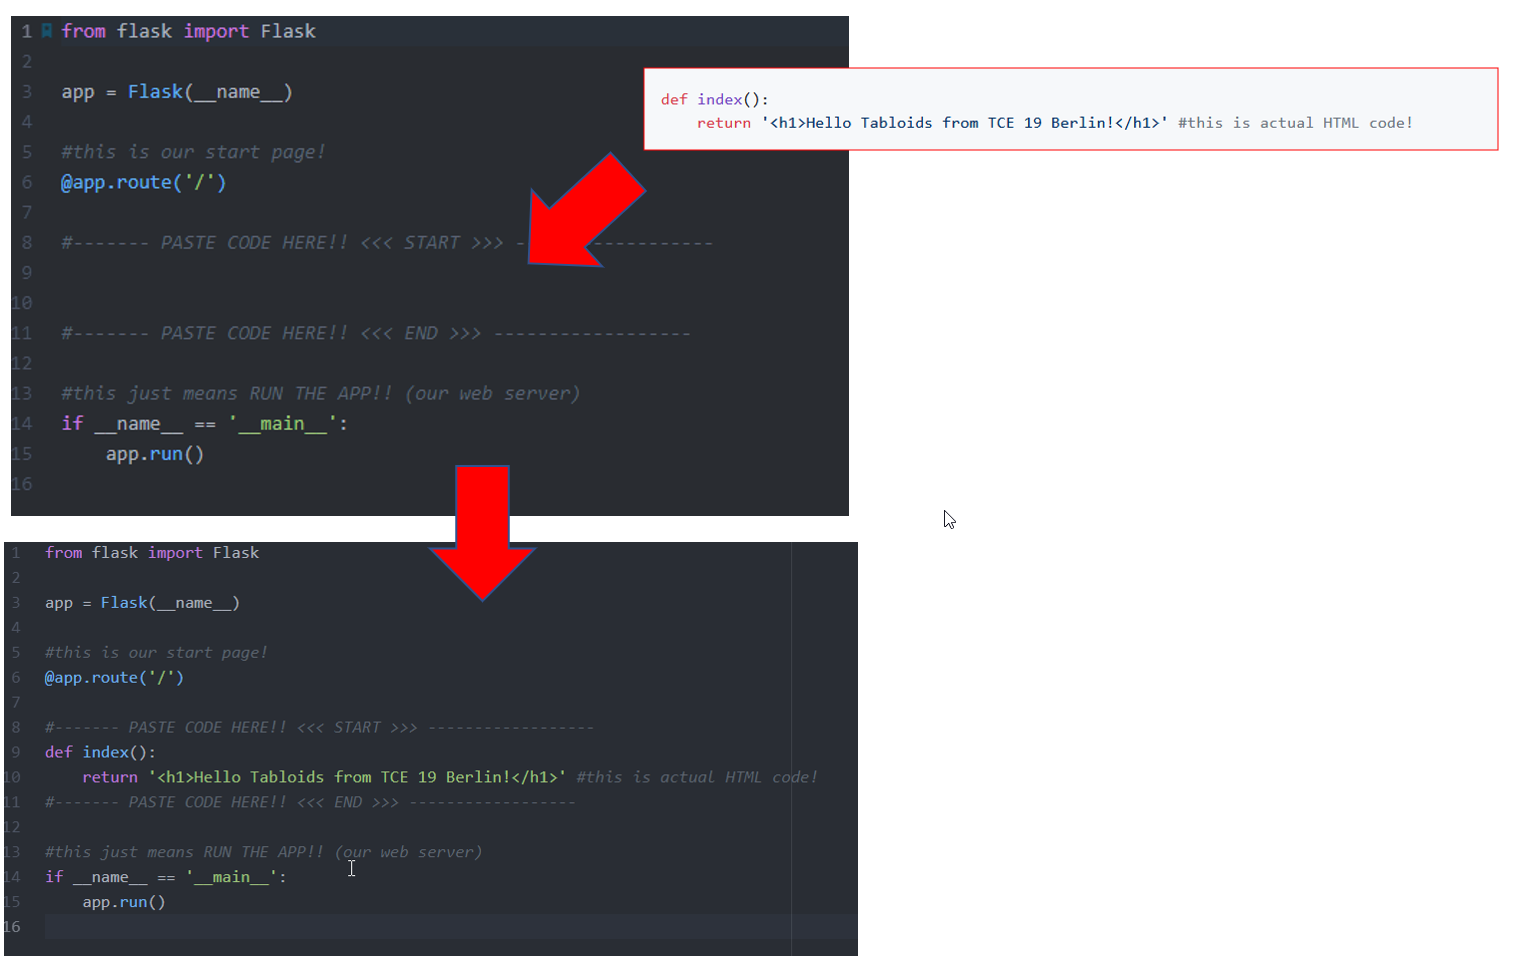 1 from flask import Flask
2
3 app = Flask(__name__)
4
5 #this is our start page!
6 @app.route('/')
7
8 #------- PASTE CODE HERE!! <<< START >>> - -----------
9
10
11 #------- PASTE CODE HERE!! <<< END >>> ------------------
12
13 #this just means RUN THE APP!! (our web server)
14 if __name__ == '__main__':
15     app.run()
16
def index():
    return '<h1>Hello Tabloids from TCE 19 Berlin!</h1>' #this is actual HTML code!
1 from flask import Flask
2
3 app = Flask(__name__)
4
5 #this is our start page!
6 @app.route('/')
7
8 #------- PASTE CODE HERE!! <<< START >>> ------------------
9 def index():
10     return '<h1>Hello Tabloids from TCE 19 Berlin!</h1>' #this is actual HTML code!
11 #------- PASTE CODE HERE!! <<< END >>> ------------------
12
13 #this just means RUN THE APP!! (our web server)
14 if __name__ == '__main__':
15     app.run()
16